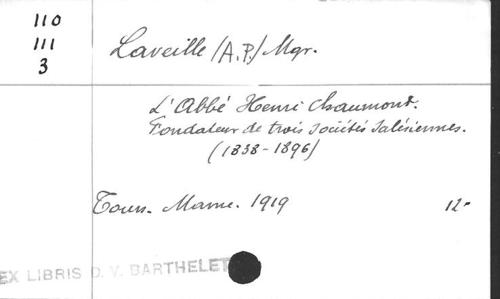 110
111
3
Laveille (A.P.) Mgr.
L'Abbé Henri Chaumont.
Fondateur de trois sociétés salésiennes.
(1838-1896)
Tours. Mame. 1919 12.-
EX LIBRIS D. V. BARTHELET